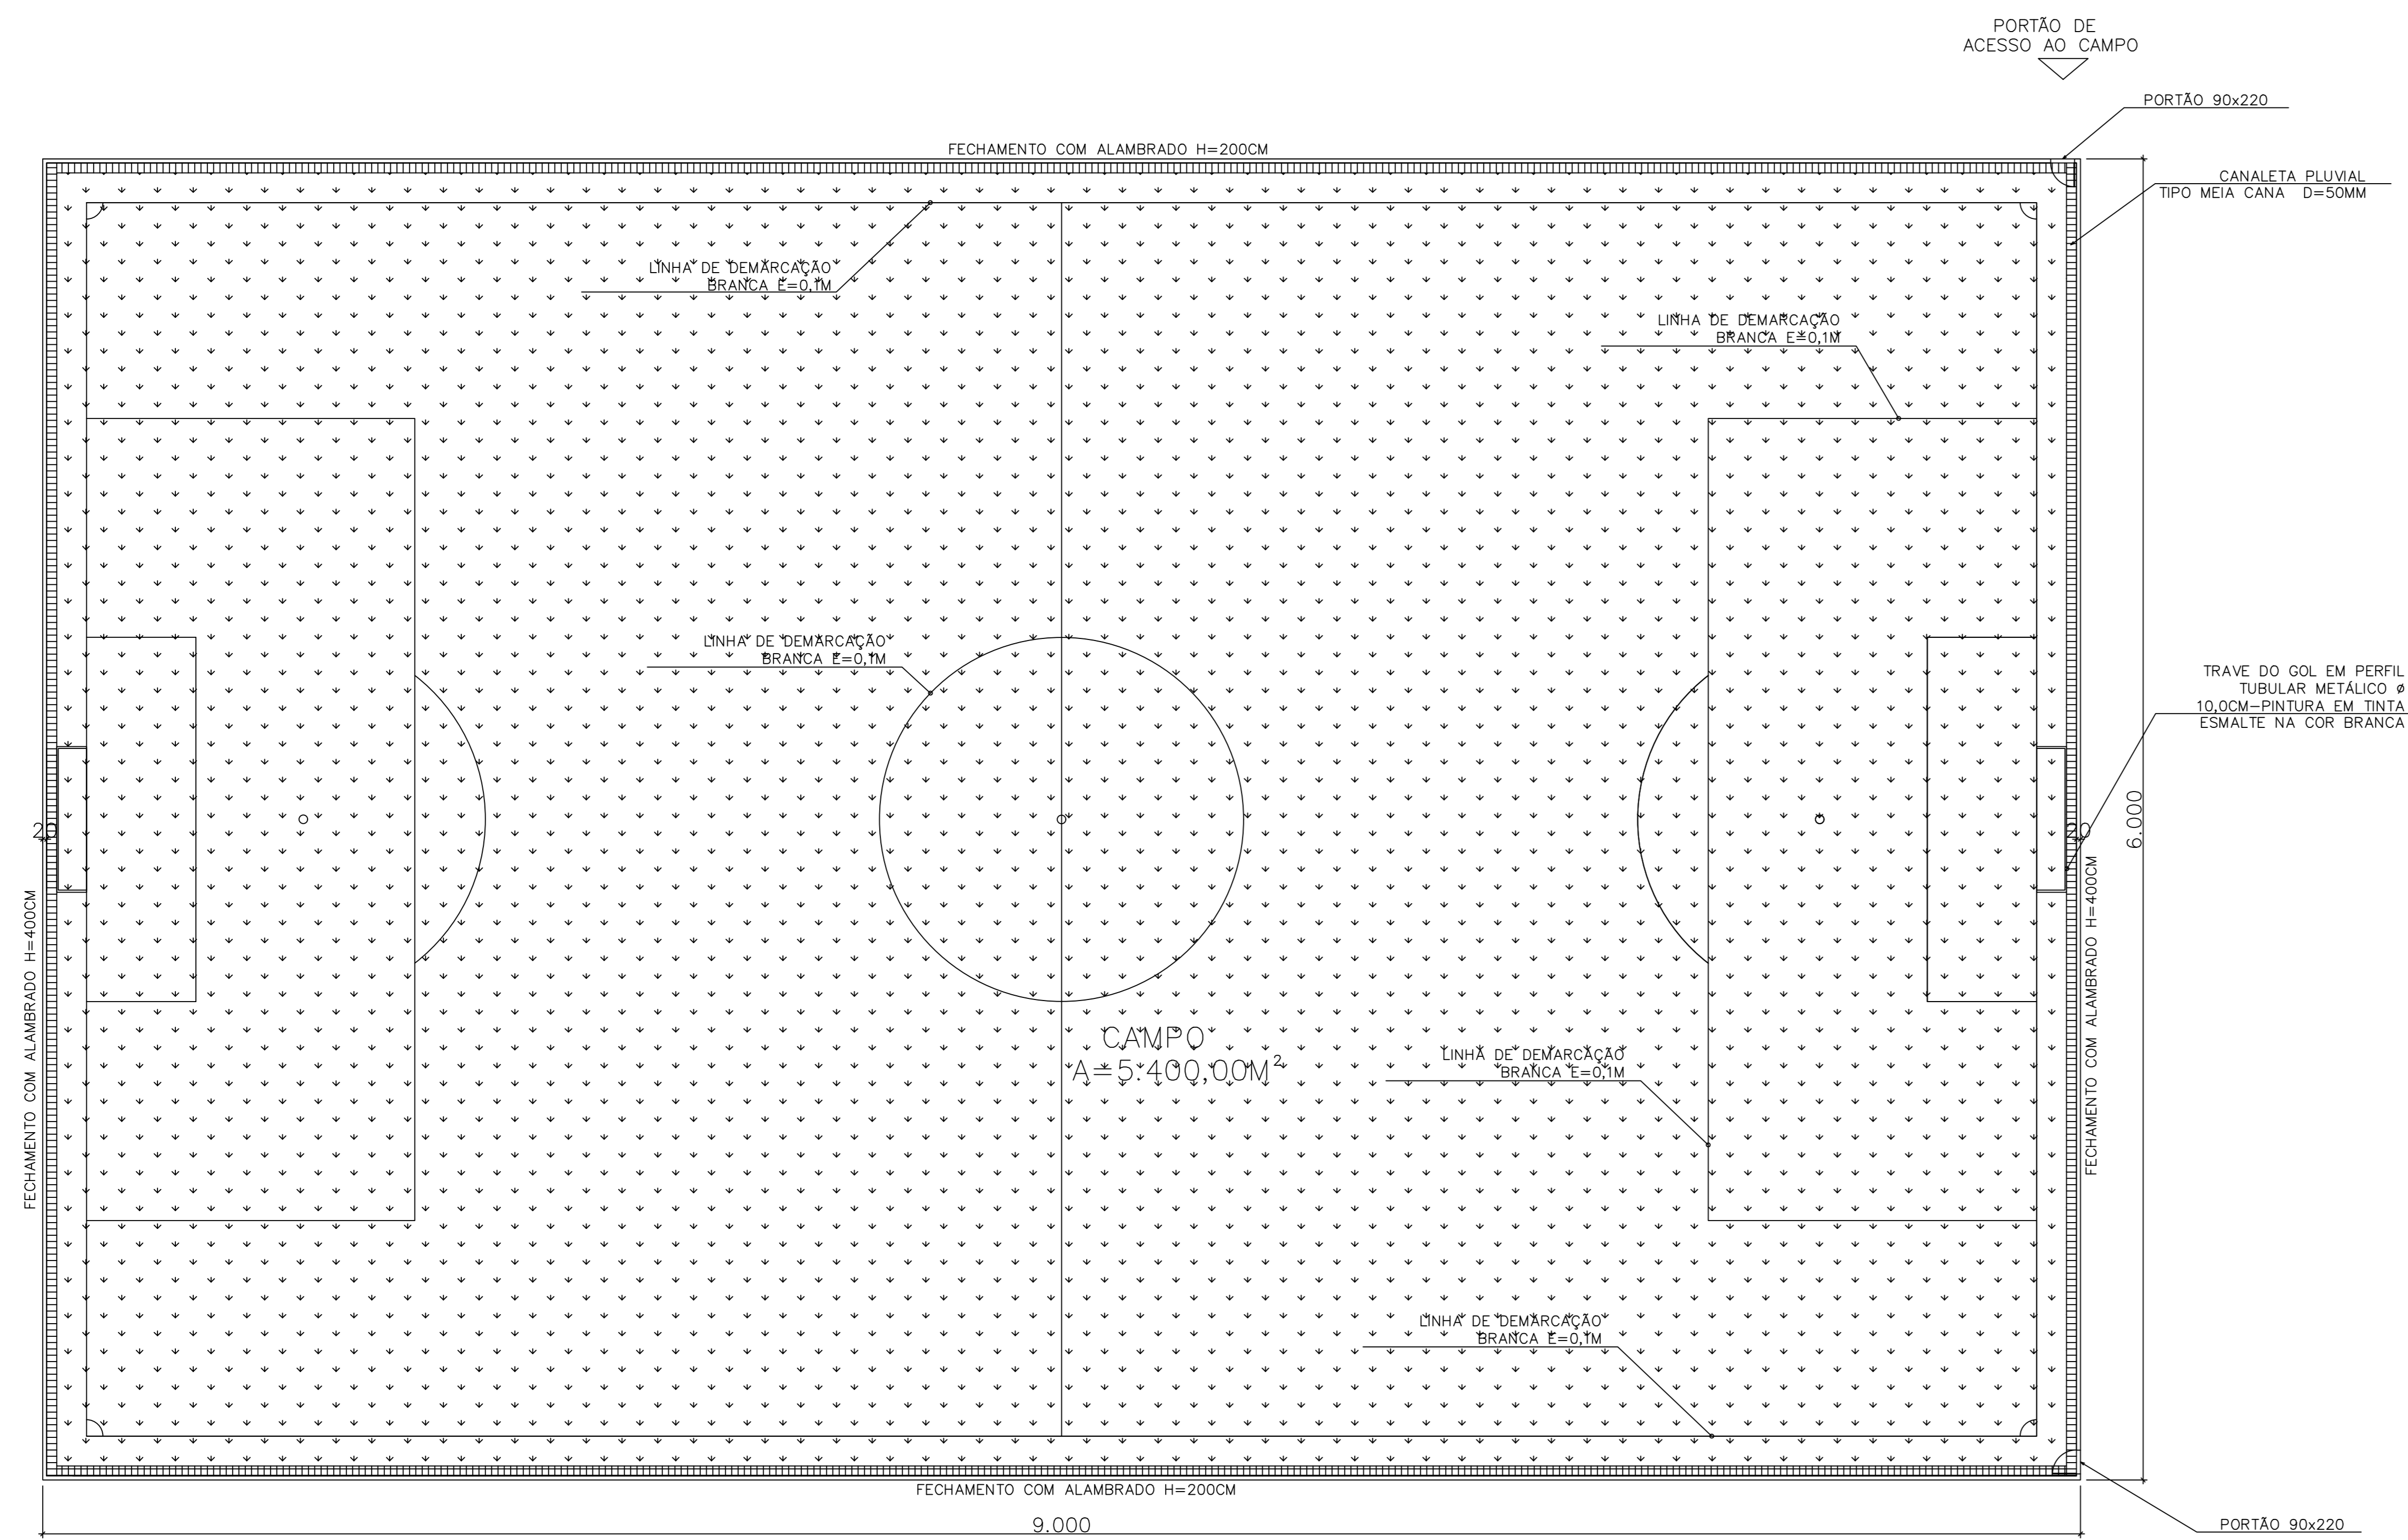 PORTÃO DE
ACESSO AO CAMPO
PORTÃO 90x220
FECHAMENTO COM ALAMBRADO H=200CM
CANALETA PLUVIAL
TIPO MEIA CANA D=50MM
LINHA DE DEMARCAÇÃO
BRANCA E=0,1M
LINHA DE DEMARCAÇÃO
BRANCA E=0,1M
LINHA DE DEMARCAÇÃO
BRANCA E=0,1M
TRAVE DO GOL EM PERFIL
TUBULAR METÁLICO ø
10,0CM-PINTURA EM TINTA
ESMALTE NA COR BRANCA
20
20
6.000
FECHAMENTO COM ALAMBRADO H=400CM
FECHAMENTO COM ALAMBRADO H=400CM
CAMPO
A=5.400,00M²
LINHA DE DEMARCAÇÃO
BRANCA E=0,1M
LINHA DE DEMARCAÇÃO
BRANCA E=0,1M
FECHAMENTO COM ALAMBRADO H=200CM
9.000
PORTÃO 90x220